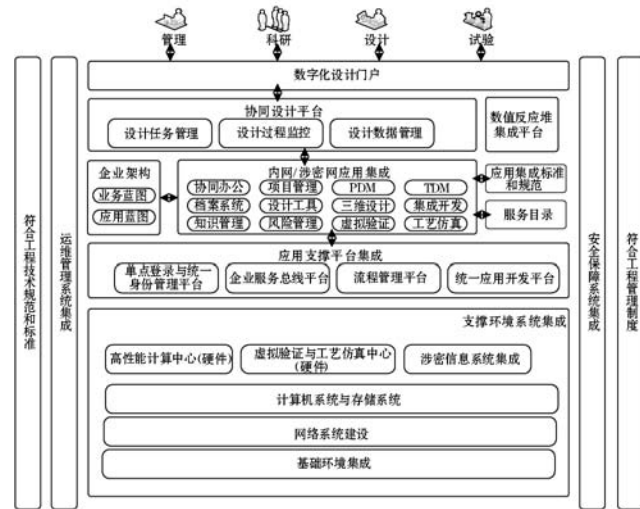 管理
科研
设计
试验
数字化设计门户
协同设计平台
设计任务管理
设计过程监控
设计数据管理
数值反应堆
集成平台
企业架构
业务蓝图
应用蓝图
内网/涉密网应用集成
协同办公
项目管理
PDM
TDM
档案系统
设计工具
三维设计
集成开发
知识管理
风险管理
虚拟验证
工艺仿真
应用集成标准
和规范
服务目录
应用支撑平台集成
单点登录与统一
身份管理平台
企业服务总线平台
流程管理平台
统一应用开发平台
支撑环境系统集成
高性能计算中心(硬件)
虚拟验证与工艺仿真中心
(硬件)
涉密信息系统集成
计算机系统与存储系统
网络系统建设
基础环境集成
符合工程技术规范和标准
运维管理系统集成
安全保障系统集成
符合工程管理制度